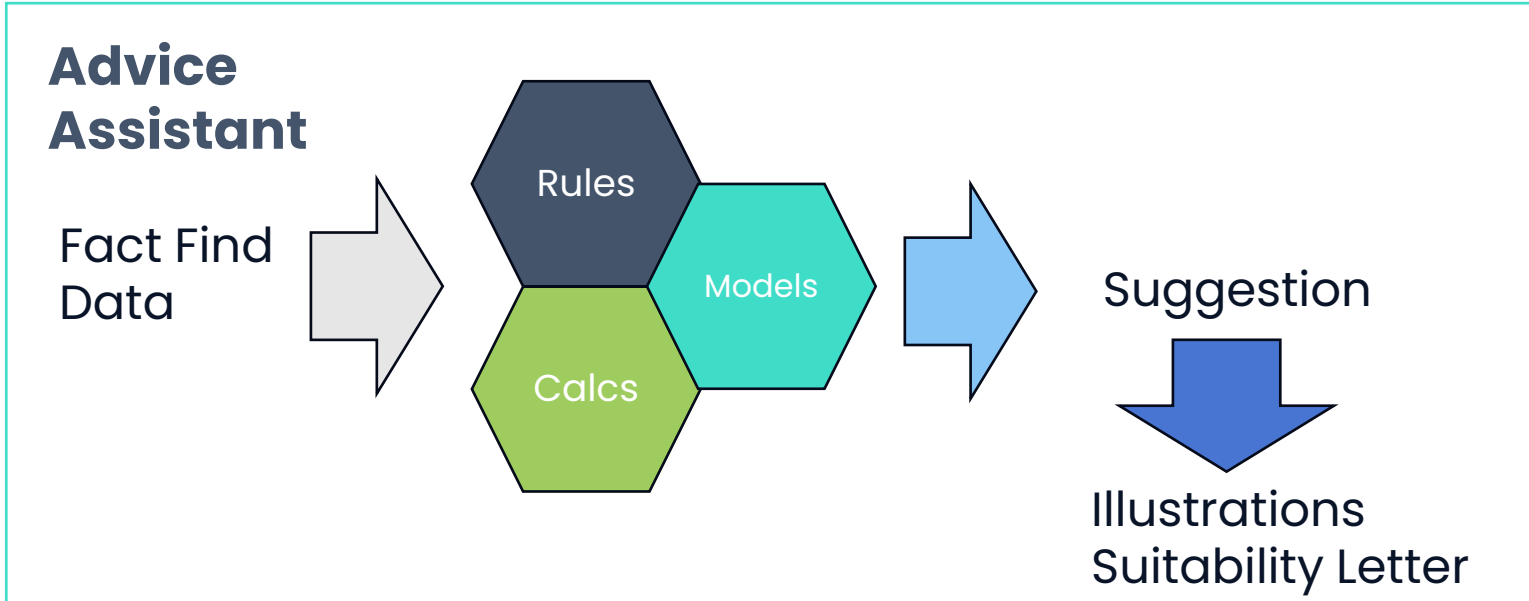 Advice
Assistant
Fact Find
Data
Rules
Models
Calcs
Suggestion
Illustrations
Suitability Letter